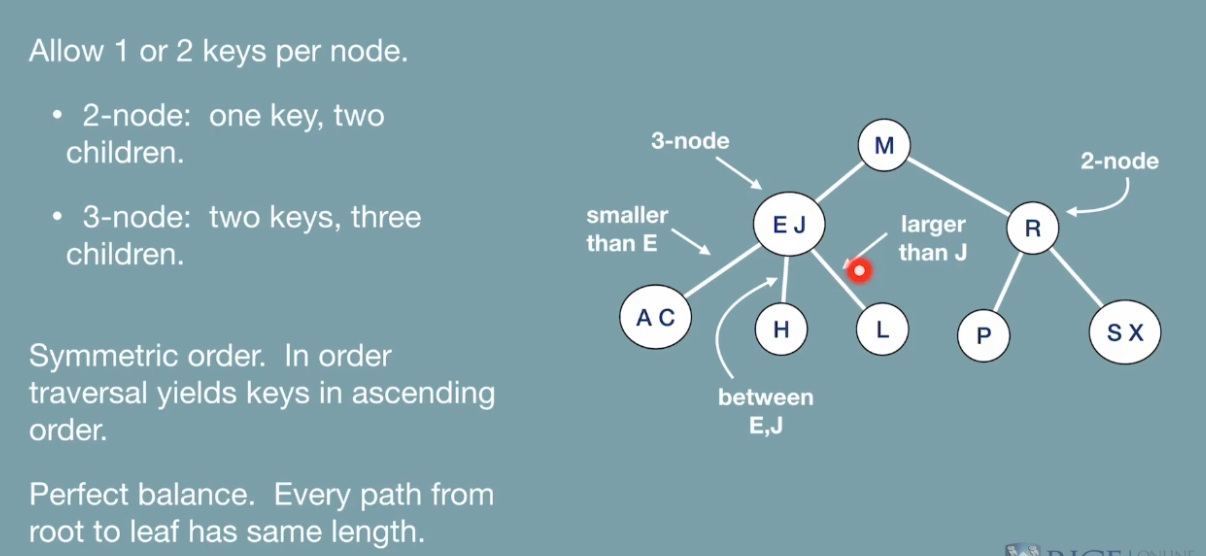 Allow 1 or 2 keys per node.
• 2-node: one key, two
children.
• 3-node: two keys, three
children.
Symmetric order. In order
traversal yields keys in ascending
order.
Perfect balance. Every path from
root to leaf has same length.
3-node
M
2-node
smaller
than E
E J
larger
than J
R
A C
H
L
P
S X
between
E,J